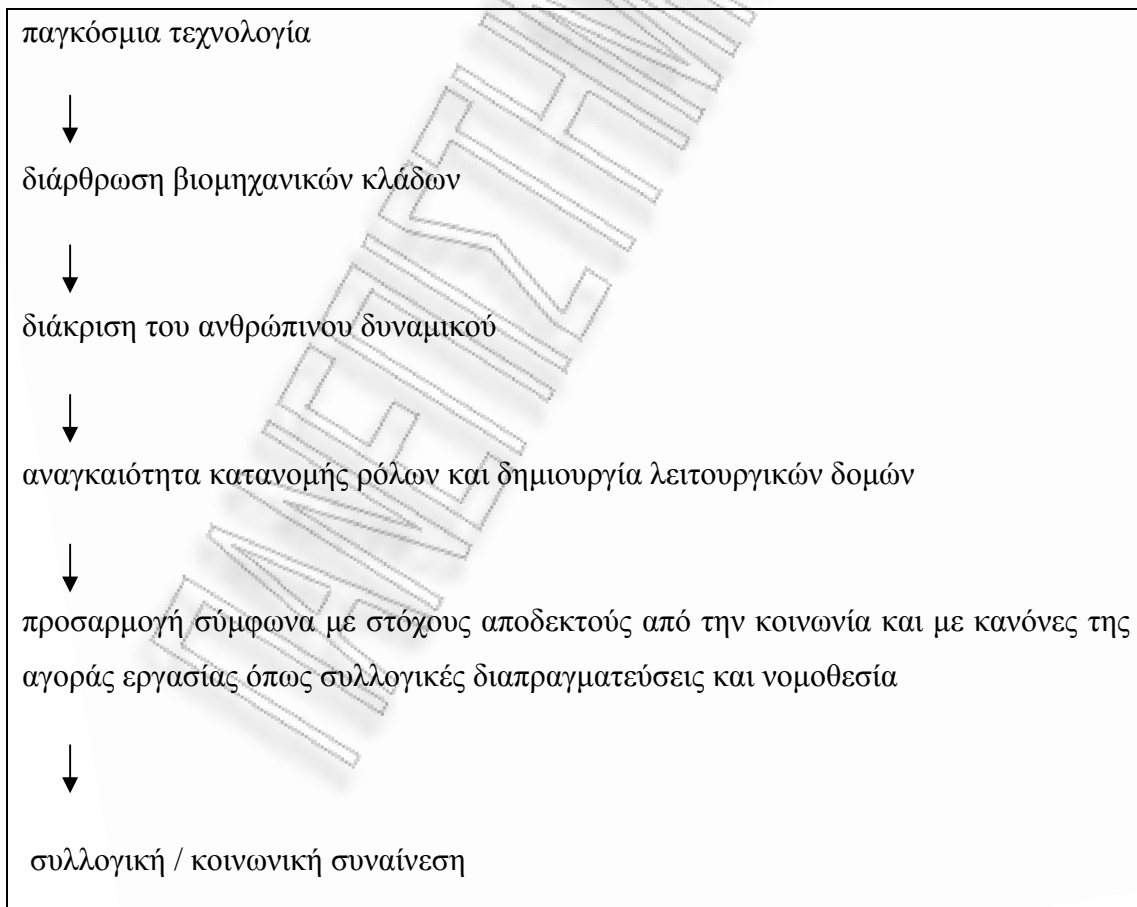 παγκόσμια τεχνολογία
διάρθρωση βιομηχανικών κλάδων
διάκριση του ανθρώπινου δυναμικού
αναγκαιότητα κατανομής ρόλων και δημιουργία λειτουργικών δομών
προσαρμογή σύμφωνα με στόχους αποδεκτούς από την κοινωνία και με κανόνες της
αγοράς εργασίας όπως συλλογικές διαπραγματεύσεις και νομοθεσία
συλλογική / κοινωνική συναίνεση